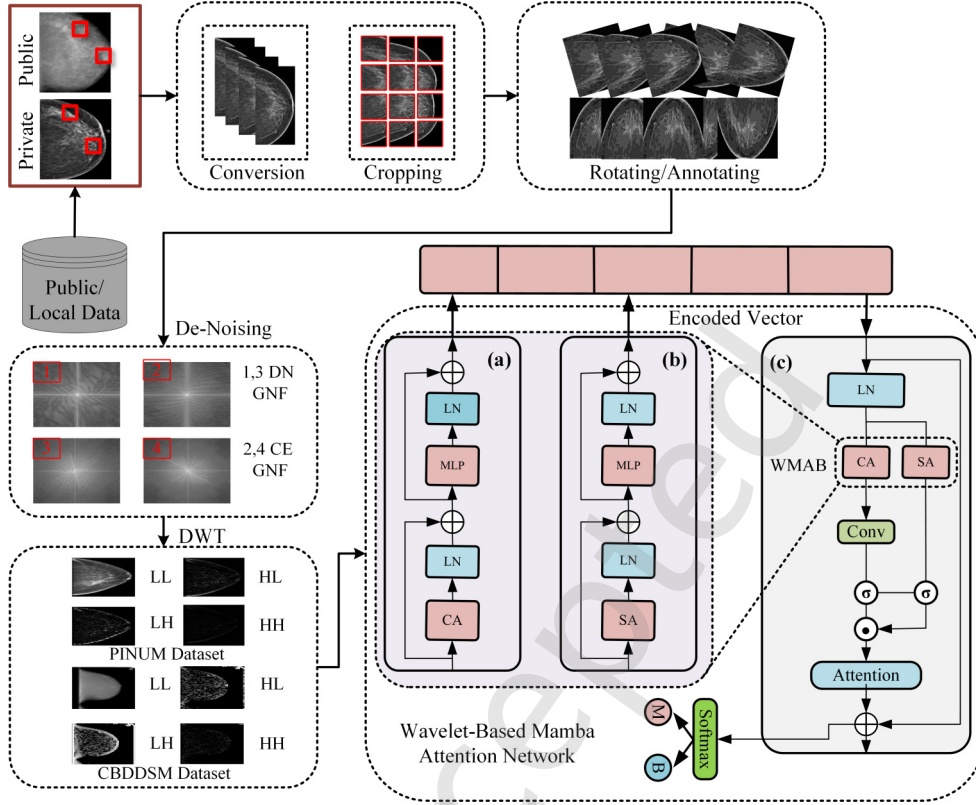 Public
Private
Conversion
Cropping
Rotating/Annotating
Public/
Local Data
De-Noising
1
2
1,3 DN
GNF
3
4
2,4 CE
GNF
DWT
LL
HL
LH
HH
PINUM Dataset
LL
HL
LH
HH
CBDDSM Dataset
Encoded Vector
(a)
LN
MLP
LN
CA
(b)
LN
MLP
LN
SA
(c)
LN
WMAB
CA
SA
Conv
σ
σ
Attention
Softmax
M
B
Wavelet-Based Mamba
Attention Network
cepted